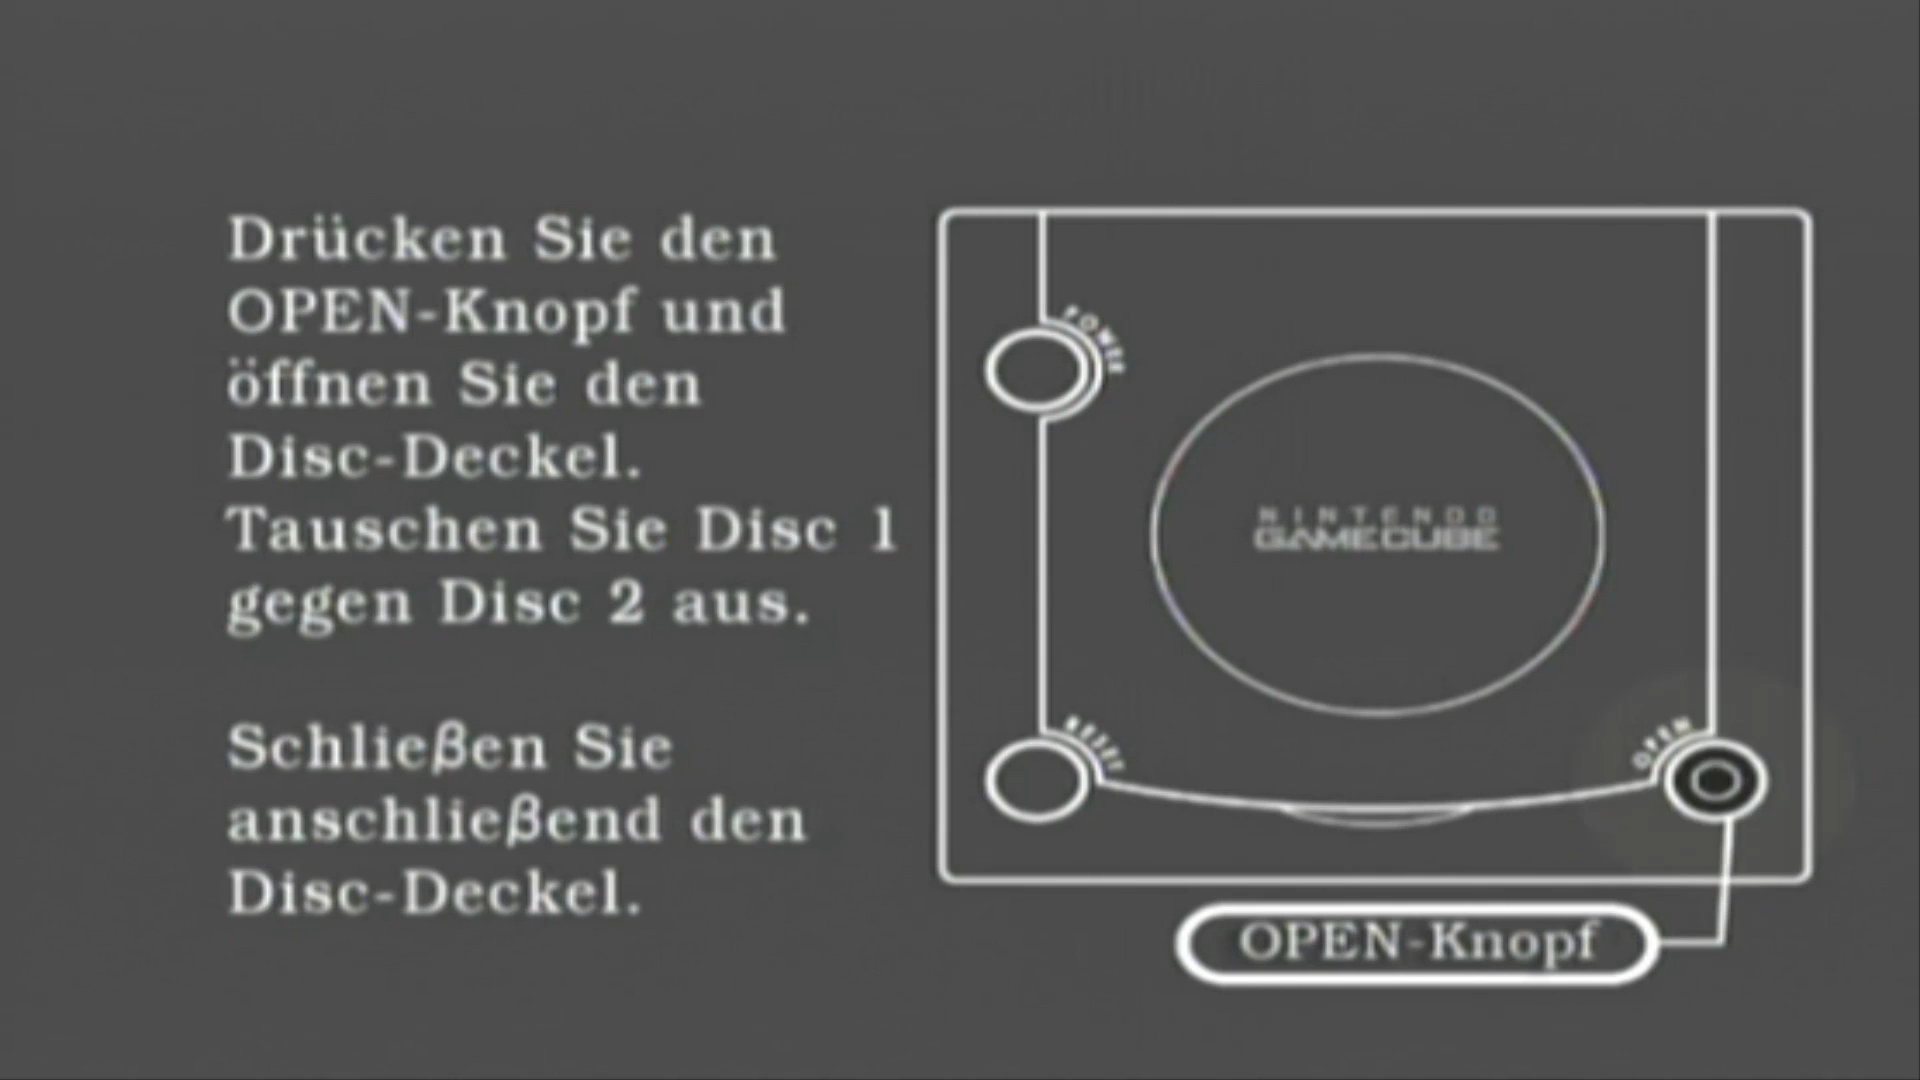 Drücken Sie den
OPEN-Knopf und
öffnen Sie den
Disc-Deckel.
Tauschen Sie Disc 1
gegen Disc 2 aus.
Schließen Sie
anschließend den
Disc-Deckel.
POWER
NINTENDO
GAMECUBE
RESET
OPEN
OPEN-Knopf